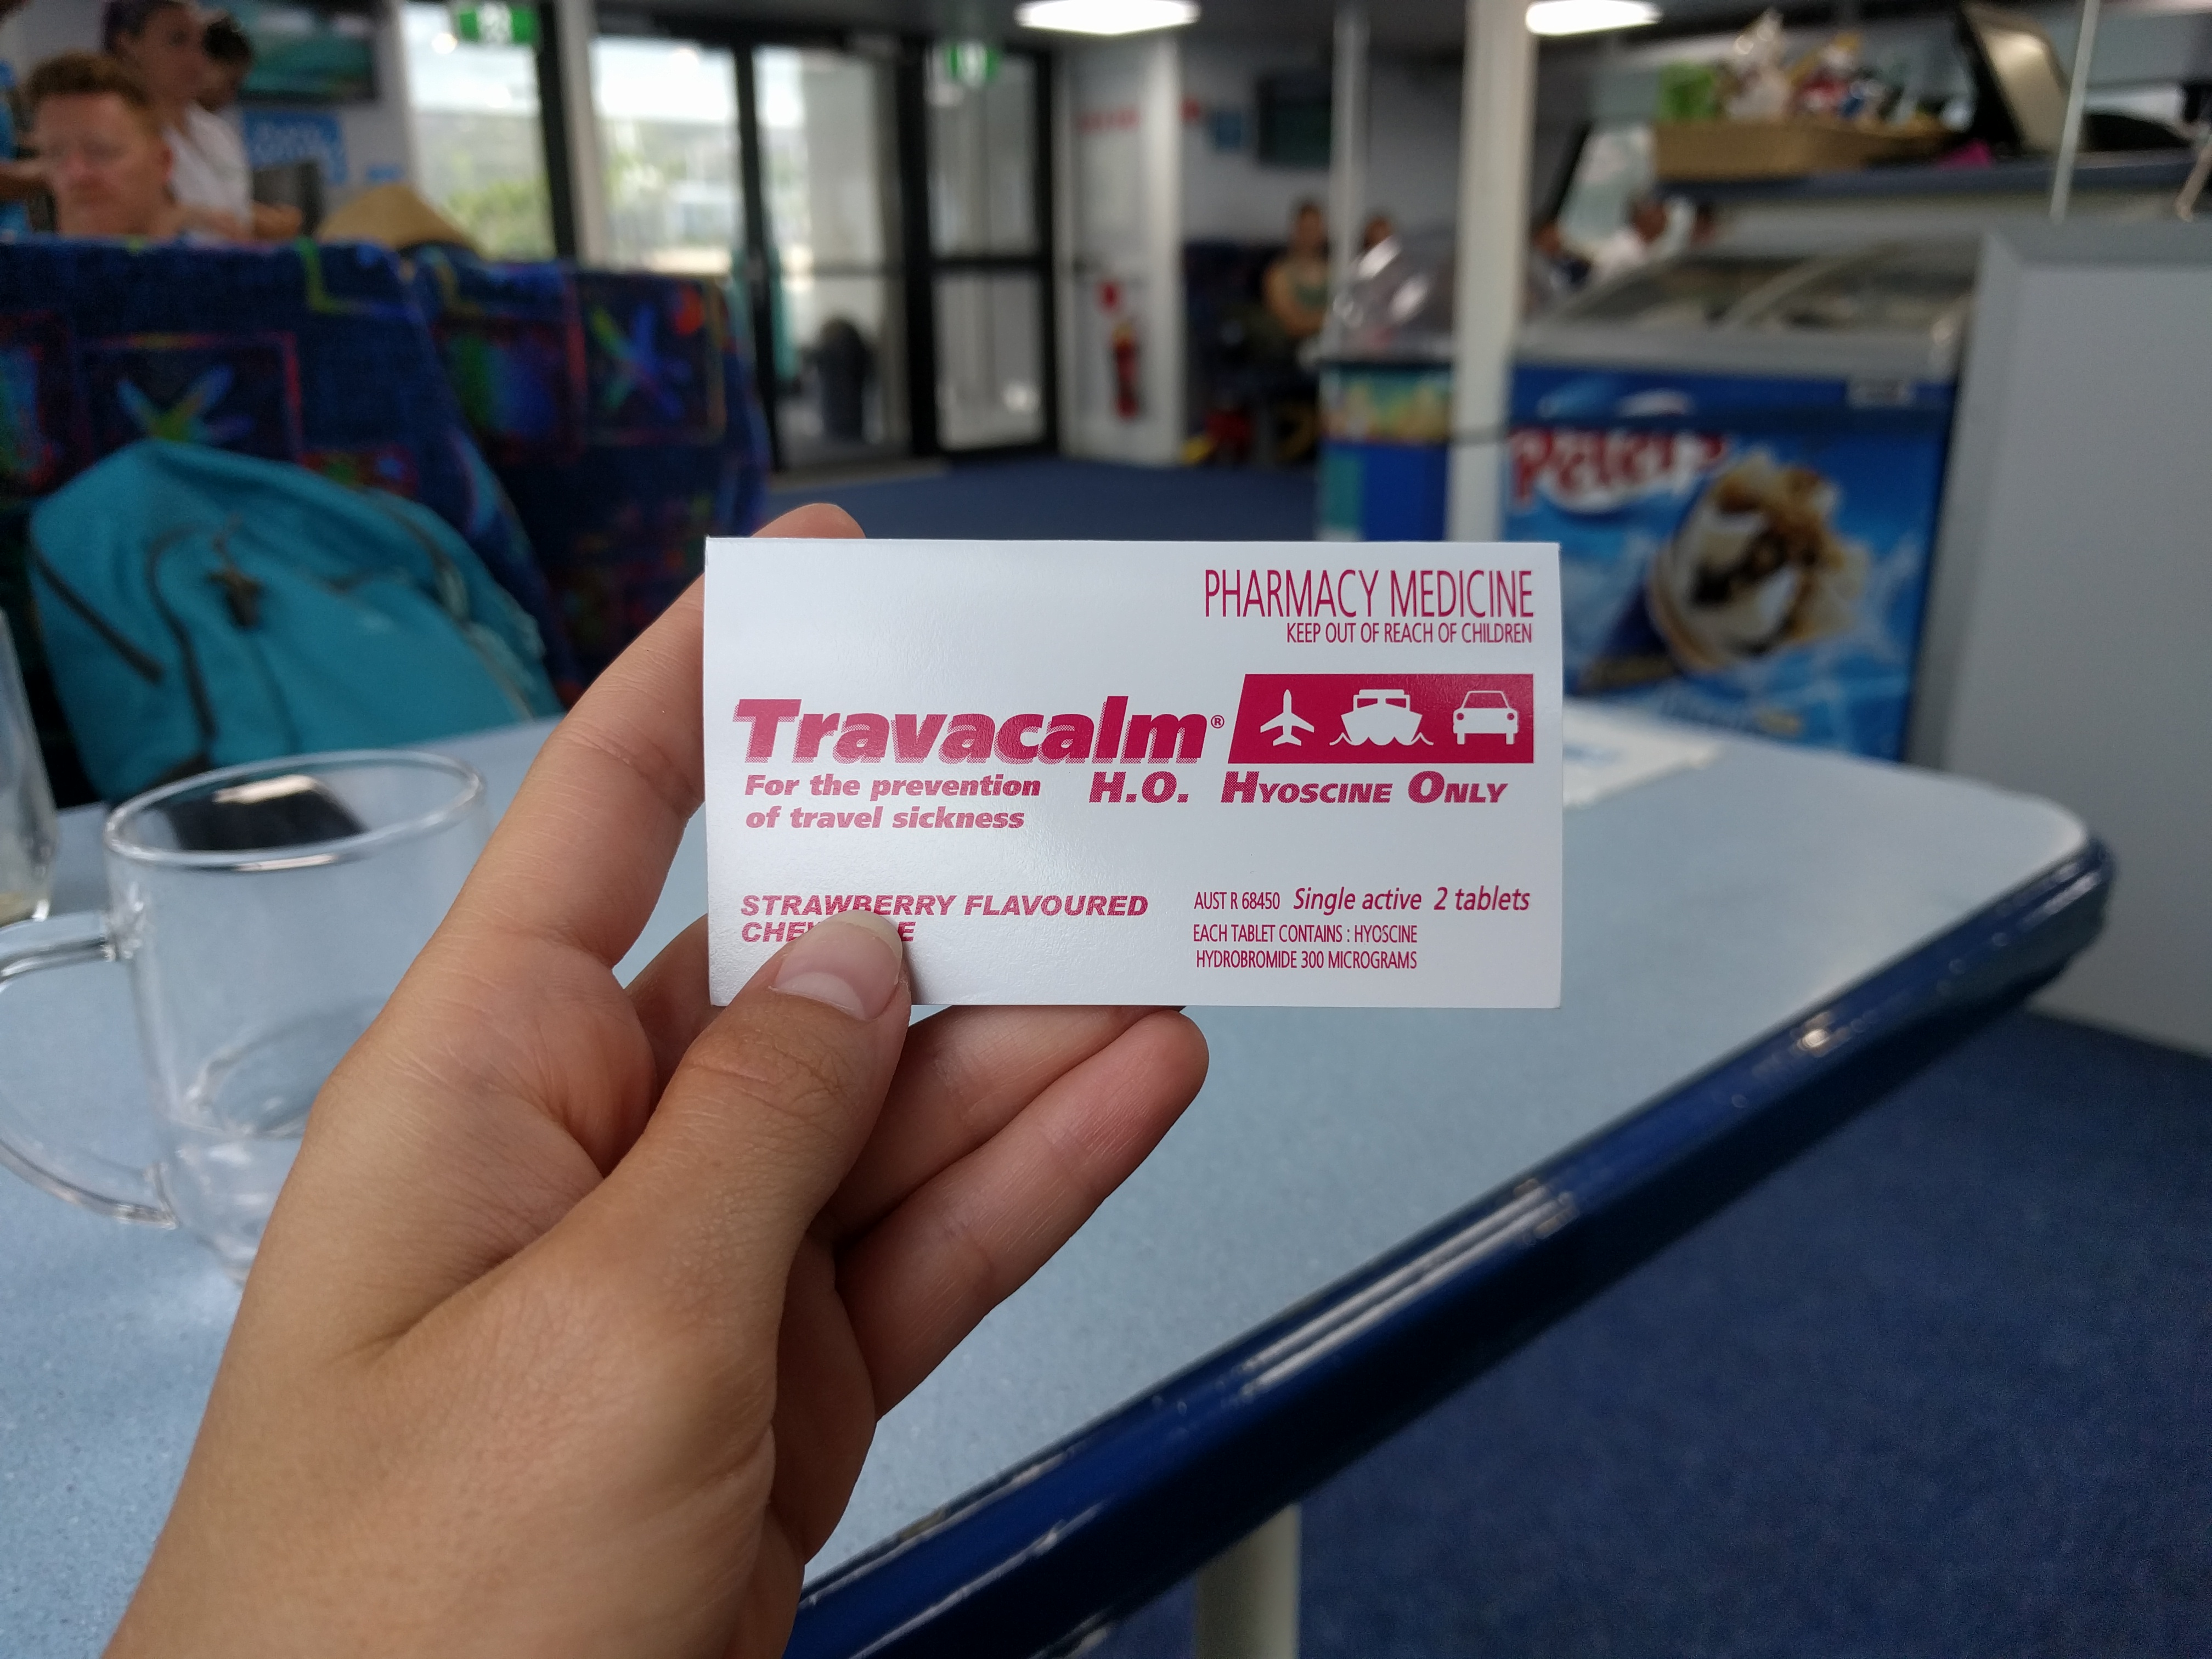 Peters
PHARMACY MEDICINE
KEEP OUT OF REACH OF CHILDREN
Travacalm®
For the prevention
of travel sickness
H.O. HYOSCINE ONLY
STRAWBERRY FLAVOURED
AUST R 68450 Single active 2 tablets
EACH TABLET CONTAINS : HYOSCINE
HYDROBROMIDE 300 MICROGRAMS